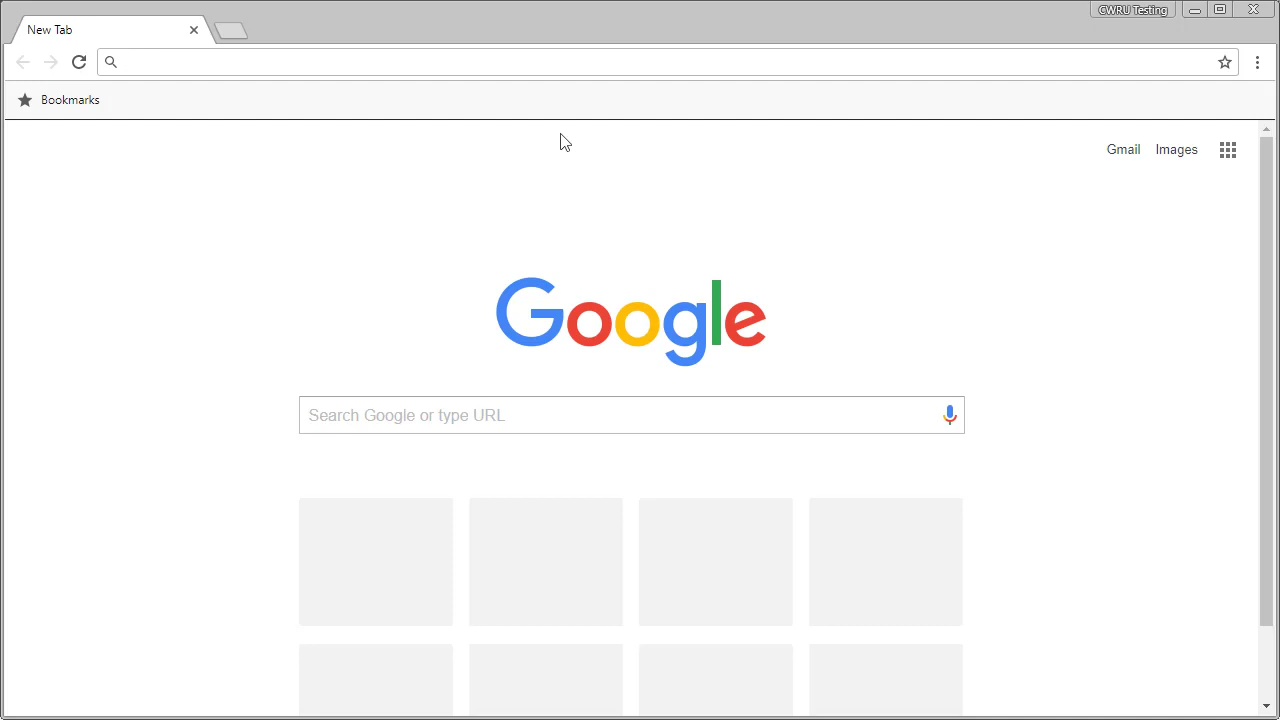 CWRU Testing
New Tab
Bookmarks
Gmail Images
Google
Search Google or type URL